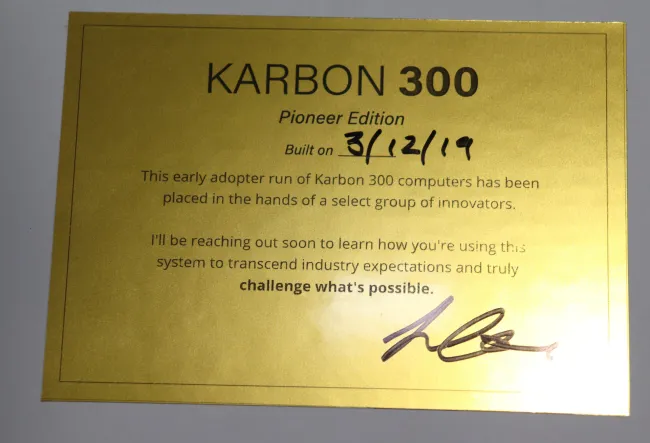 KARBON 300
Pioneer Edition
Built on 3/12/19
This early adopter run of Karbon 300 computers has been
placed in the hands of a select group of innovators.
I'll be reaching out soon to learn how you're using this
system to transcend industry expectations and truly
challenge what's possible.